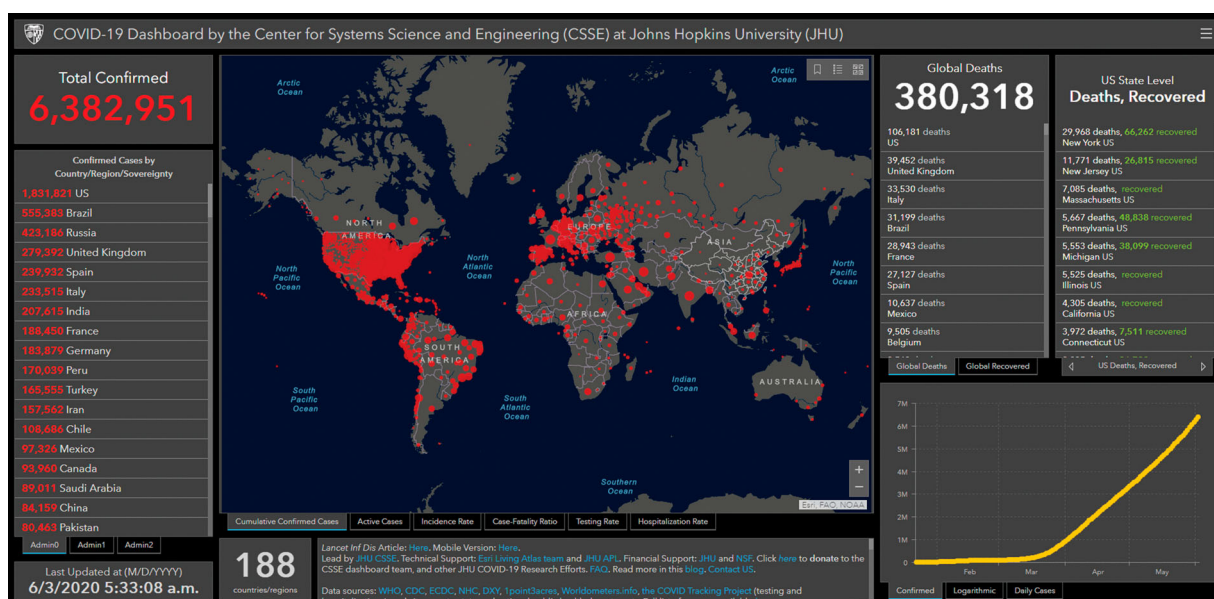 COVID-19 Dashboard by the Center for Systems Science and Engineering (CSSE) at Johns Hopkins University (JHU)
Total Confirmed
6,382,951
Confirmed Cases by
Country/Region/Sovereignty
1,831,821 US
555,383 Brazil
423,186 Russia
279,392 United Kingdom
239,932 Spain
233,515 Italy
207,615 India
188,450 France
183,879 Germany
170,039 Peru
165,555 Turkey
157,562 Iran
108,686 Chile
97,326 Mexico
93,960 Canada
89,011 Saudi Arabia
84,159 China
80,463 Pakistan
Admin0 Admin1 Admin2
Last Updated at (M/D/YYYY)
6/3/2020 5:33:08 a.m.
Arctic
Ocean
Arctic
Ocean
NORTH
AMERICA
EUROPE
ASIA
North
Pacific
Ocean
North
Atlantic
Ocean
North
Pacific
Ocean
AFRICA
SOUTH
AMERICA
Indian
Ocean
AUSTRALIA
South
Pacific
Ocean
South
Atlantic
Ocean
Southern
Ocean
+
−
Esri, FAO, NOAA
Cumulative Confirmed Cases Active Cases Incidence Rate Case-Fatality Ratio Testing Rate Hospitalization Rate
188
countries/regions
Lancet Inf Dis Article: Here. Mobile Version: Here.
Lead by JHU CSSE. Technical Support: Esri Living Atlas team and JHU APL. Financial Support: JHU and NSF. Click here to donate to the
CSSE dashboard team, and other JHU COVID-19 Research Efforts. FAQ. Read more in this blog. Contact US.
Data sources: WHO, CDC, ECDC, NHC, DXY, 1point3acres, Worldometers.info, the COVID Tracking Project (testing and
Global Deaths
380,318
106,181 deaths
US
39,452 deaths
United Kingdom
33,530 deaths
Italy
31,199 deaths
Brazil
28,943 deaths
France
27,127 deaths
Spain
10,637 deaths
Mexico
9,505 deaths
Belgium
Global Deaths Global Recovered
US State Level
Deaths, Recovered
29,968 deaths, 66,262 recovered
New York US
11,771 deaths, 26,815 recovered
New Jersey US
7,085 deaths, recovered
Massachusetts US
5,667 deaths, 48,838 recovered
Pennsylvania US
5,553 deaths, 38,099 recovered
Michigan US
5,525 deaths, recovered
Illinois US
4,305 deaths, recovered
California US
3,972 deaths, 7,511 recovered
Connecticut US
US Deaths, Recovered
7M
6M
5M
4M
3M
2M
1M
0
Feb Mar Apr May
Confirmed Logarithmic Daily Cases